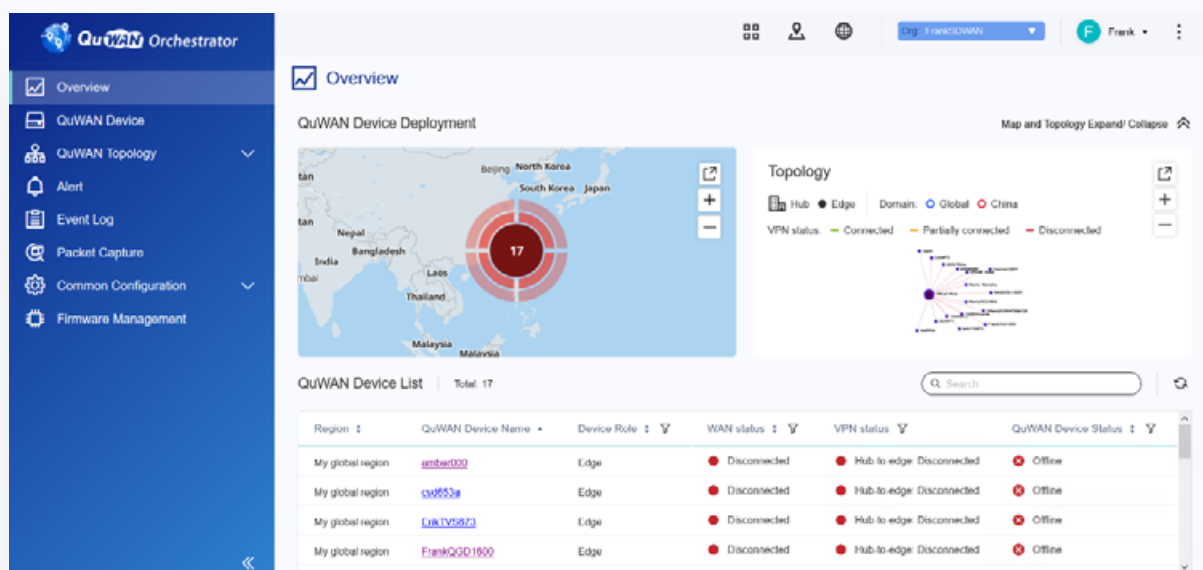 QuWAN Orchestrator
Org: FrankSDWAN
F Frank
Overview
QuWAN Device
QuWAN Topology
Alert
Event Log
Packet Capture
Common Configuration
Firmware Management
Overview
QuWAN Device Deployment
Map and Topology Expand/ Collapse
Beijing North Korea
South Korea Japan
tan
tan
Nepal
Bangladesh
India
mbai
Laos
Thailand
Malaysia
Malaysia
17
Topology
Hub Edge Domain: Global China
VPN status: Connected Partially connected Disconnected
QuWAN Device List Total: 17
Search
Region QuWAN Device Name Device Role WAN status VPN status QuWAN Device Status
My global region amber000 Edge Disconnected Hub-to-edge: Disconnected Offline
My global region csd653a Edge Disconnected Hub-to-edge: Disconnected Offline
My global region ErikTVS673 Edge Disconnected Hub-to-edge: Disconnected Offline
My global region FrankQGD1600 Edge Disconnected Hub-to-edge: Disconnected Offline